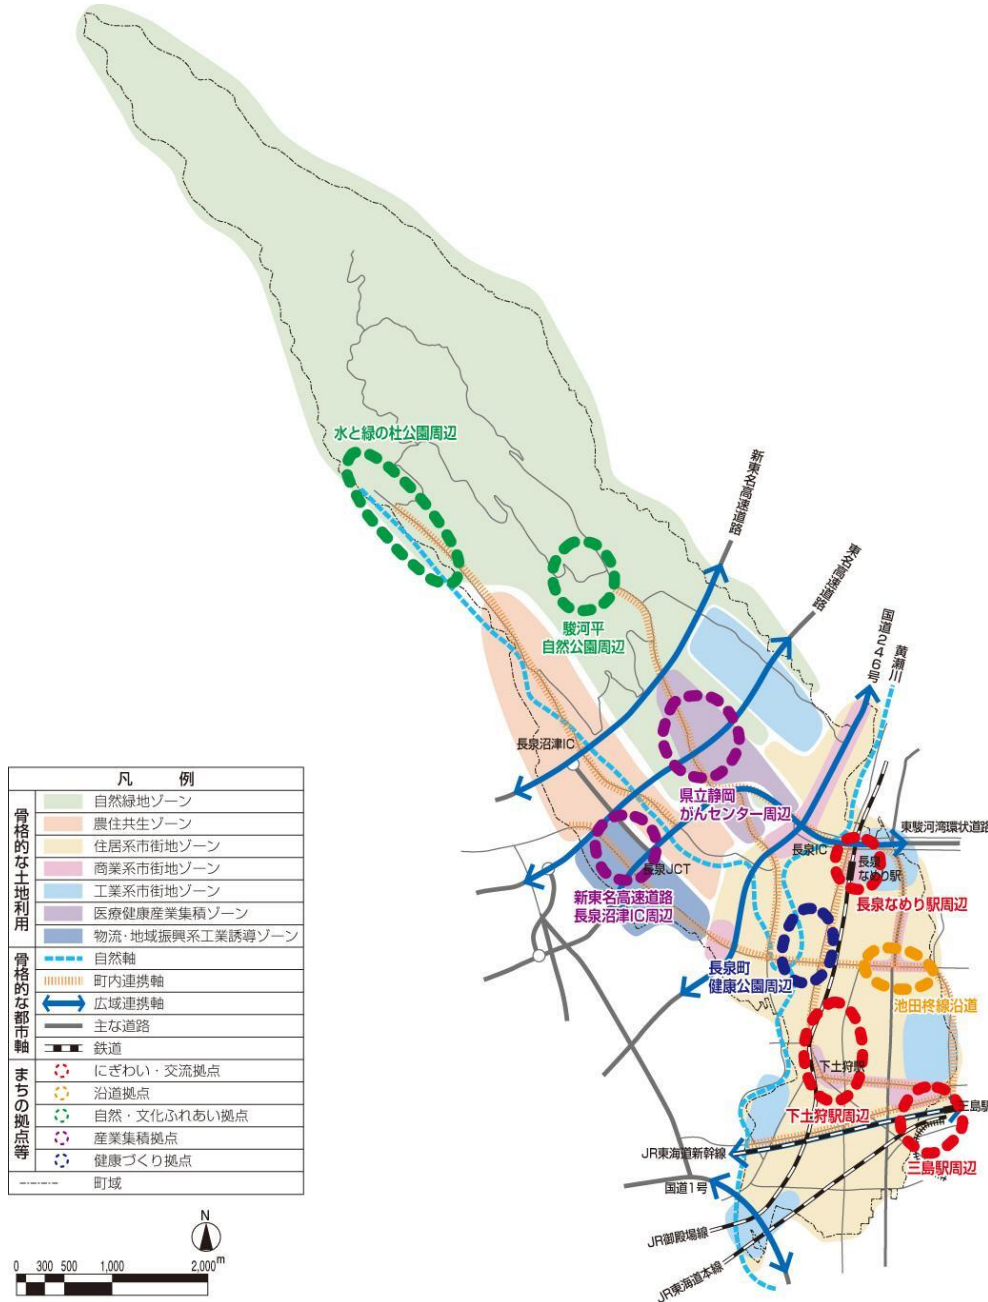 水と緑の杜公園周辺
新東名高速道路
東名高速道路
国道246号
黄瀬川
駿河平
自然公園周辺
長泉沼津IC
県立静岡
がんセンター周辺
東駿河湾環状道路
長泉IC
長泉
なめり駅
長泉なめり駅周辺
長泉JCT
新東名高速道路
長泉沼津IC周辺
長泉町
健康公園周辺
池田柊線沿道
下土狩駅
下土狩駅周辺
三島駅
三島駅周辺
JR東海道新幹線
国道1号
JR御殿場線
JR東海道本線
凡 例
骨格的な土地利用
自然緑地ゾーン
農住共生ゾーン
住居系市街地ゾーン
商業系市街地ゾーン
工業系市街地ゾーン
医療健康産業集積ゾーン
物流・地域振興系工業誘導ゾーン
骨格的な都市軸
自然軸
町内連携軸
広域連携軸
主な道路
鉄道
まちの拠点等
にぎわい・交流拠点
沿道拠点
自然・文化ふれあい拠点
産業集積拠点
健康づくり拠点
町域
N
0 300 500 1,000 2,000m